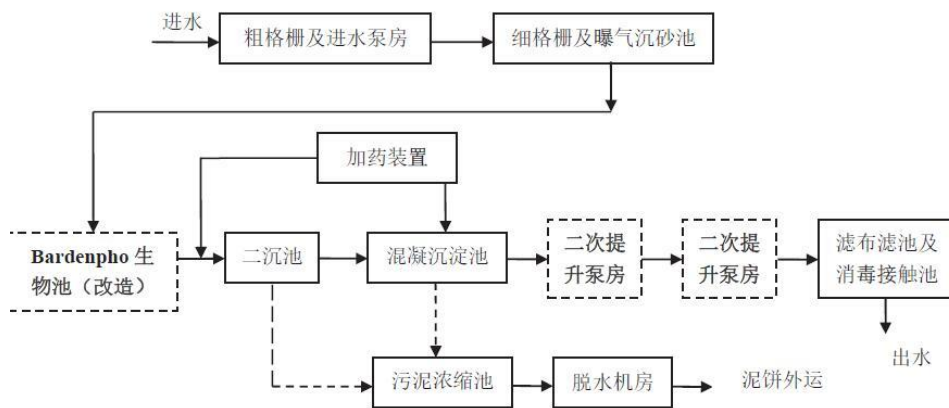 进水
粗格栅及进水泵房
细格栅及曝气沉砂池
加药装置
Bardenpho 生
物池（改造）
二沉池
混凝沉淀池
二次提
升泵房
二次提
升泵房
滤布滤池及
消毒接触池
出水
污泥浓缩池
脱水机房
泥饼外运